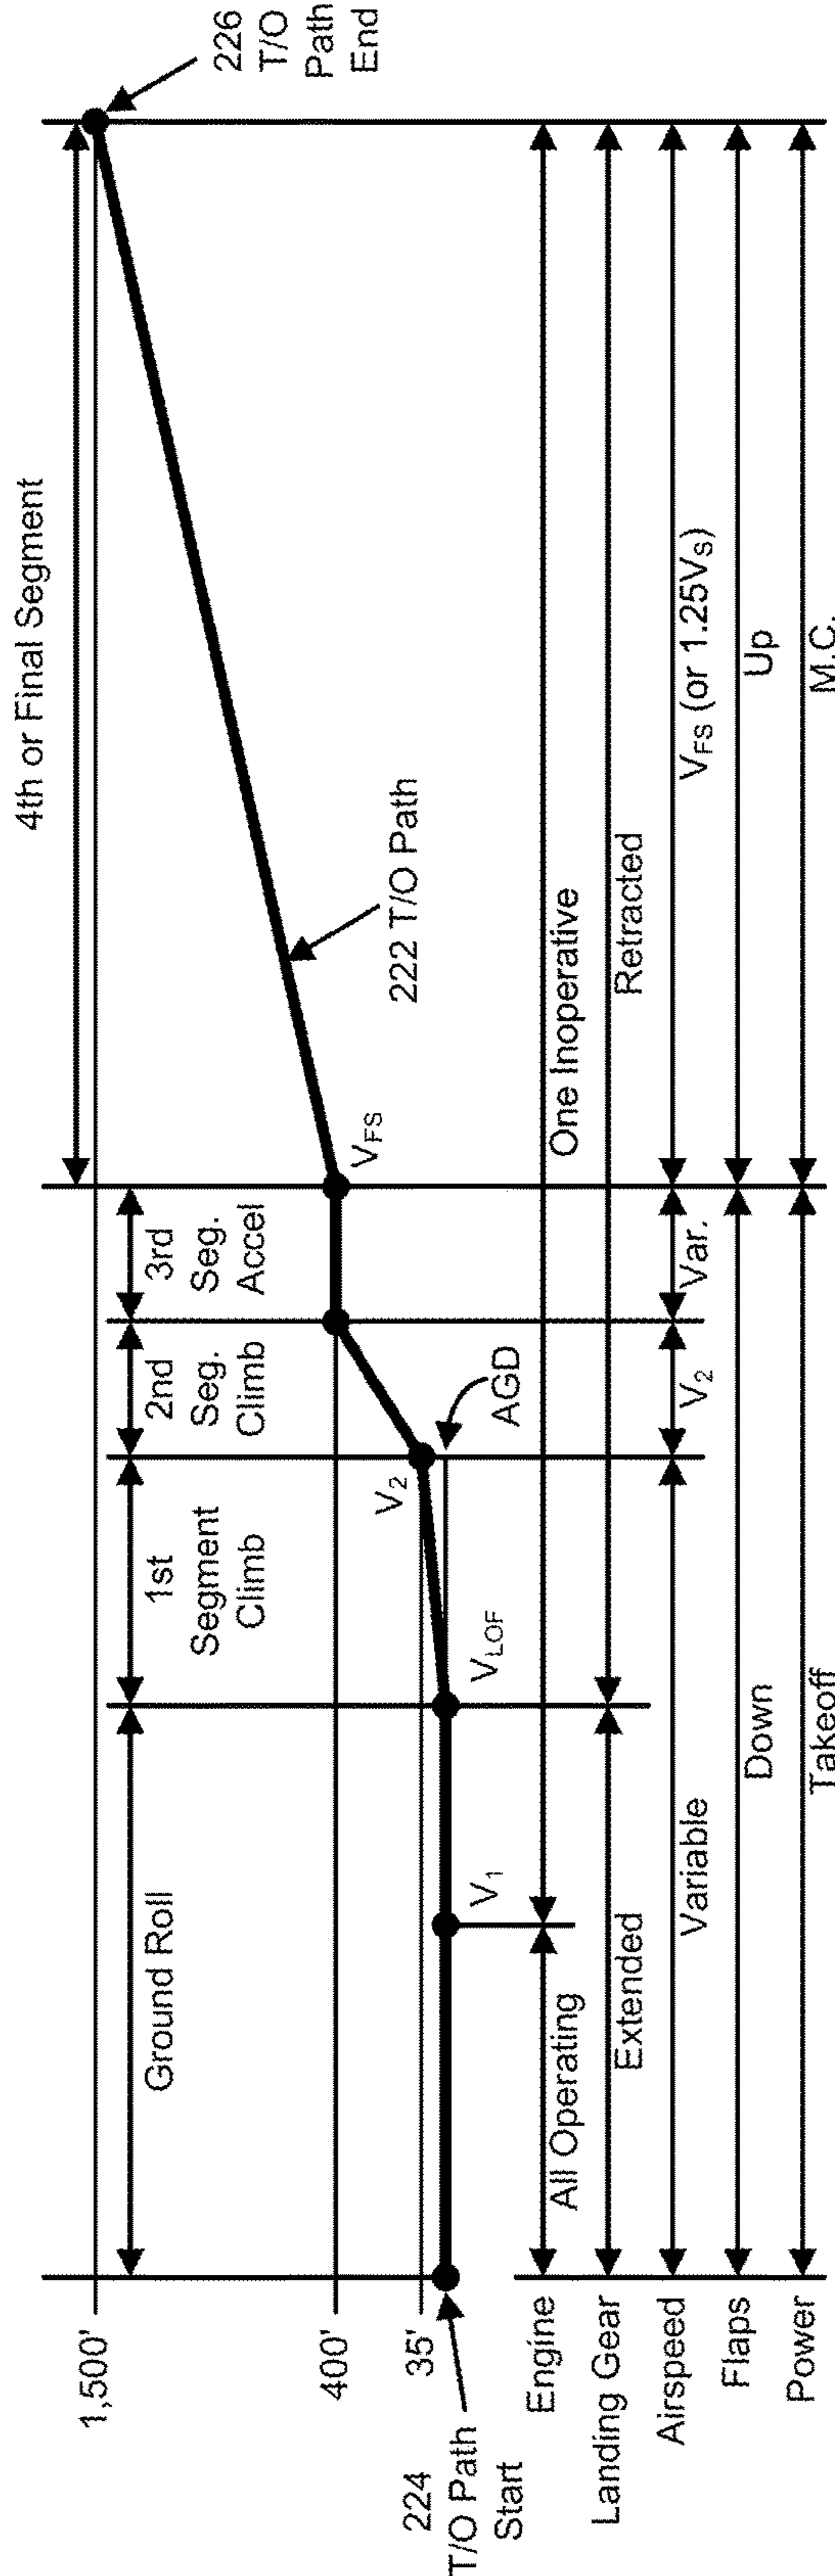 4th or Final Segment
226
T/O
Path
End
1,500'
Ground Roll
1st
Segment
Climb
2nd
Seg.
Climb
3rd
Seg.
Accel
400'
VFS
222 T/O Path
35'
V2
AGD
224
T/O Path
Start
V1
VLOF
Engine
All Operating
One Inoperative
Landing Gear
Extended
Retracted
Airspeed
Variable
V2
Var.
VFS (or 1.25VS)
Flaps
Down
Up
Power
Takeoff
M.C.